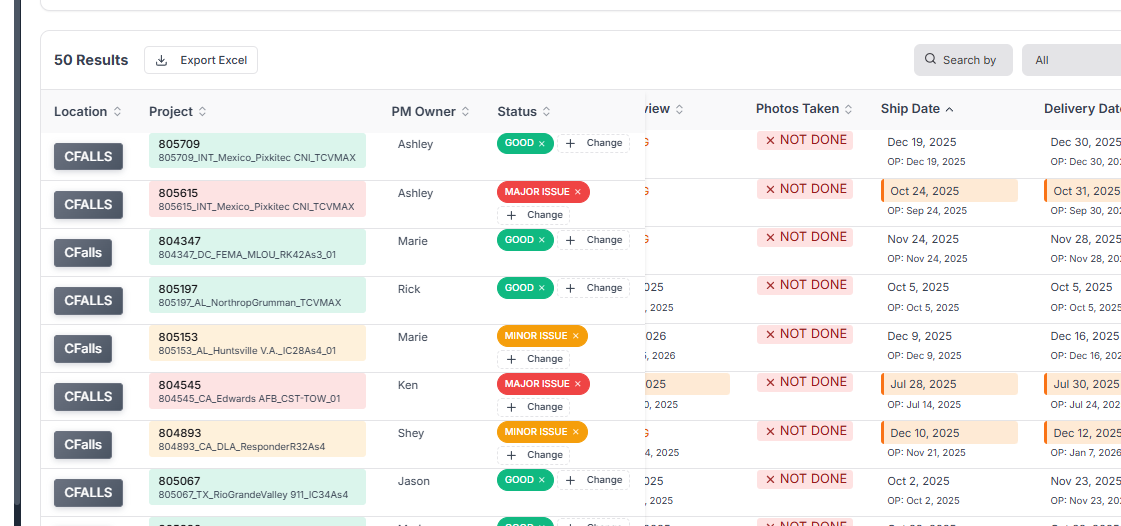 50 Results
Export Excel
Search by
All
Location Project PM Owner Status view Photos Taken Ship Date Delivery Date
CFALLS 805709 Ashley GOOD × + Change G × NOT DONE Dec 19, 2025 Dec 30, 2025
805709_INT_Mexico_Pixkitec CNI_TCVMAX OP: Dec 19, 2025 OP: Dec 30, 202
CFALLS 805615 Ashley MAJOR ISSUE × G × NOT DONE Oct 24, 2025 Oct 31, 2025
805615_INT_Mexico_Pixkitec CNI_TCVMAX + Change OP: Sep 24, 2025 OP: Sep 30, 202
CFalls 804347 Marie GOOD × + Change G × NOT DONE Nov 24, 2025 Nov 28, 2025
804347_DC_FEMA_MLOU_RK42As3_01 OP: Nov 24, 2025 OP: Nov 28, 202
CFALLS 805197 Rick GOOD × + Change 025 × NOT DONE Oct 5, 2025 Oct 5, 2025
805197_AL_NorthropGrumman_TCVMAX , 2025 OP: Oct 5, 2025 OP: Oct 5, 2025
CFalls 805153 Marie MINOR ISSUE × 026 × NOT DONE Dec 9, 2025 Dec 16, 2025
805153_AL_Huntsville V.A._IC28As4_01 + Change , 2026 OP: Dec 9, 2025 OP: Dec 16, 202
CFALLS 804545 Ken MAJOR ISSUE × 025 × NOT DONE Jul 28, 2025 Jul 30, 2025
804545_CA_Edwards AFB_CST-TOW_01 + Change 0, 2025 OP: Jul 14, 2025 OP: Jul 24, 202
CFalls 804893 Shey MINOR ISSUE × G × NOT DONE Dec 10, 2025 Dec 12, 2025
804893_CA_DLA_ResponderR32As4 + Change 4, 2025 OP: Nov 21, 2025 OP: Jan 7, 2026
CFALLS 805067 Jason GOOD × + Change 025 × NOT DONE Oct 2, 2025 Nov 23, 2025
805067_TX_RioGrandeValley 911_IC34As4 , 2025 OP: Oct 2, 2025 OP: Nov 23, 202